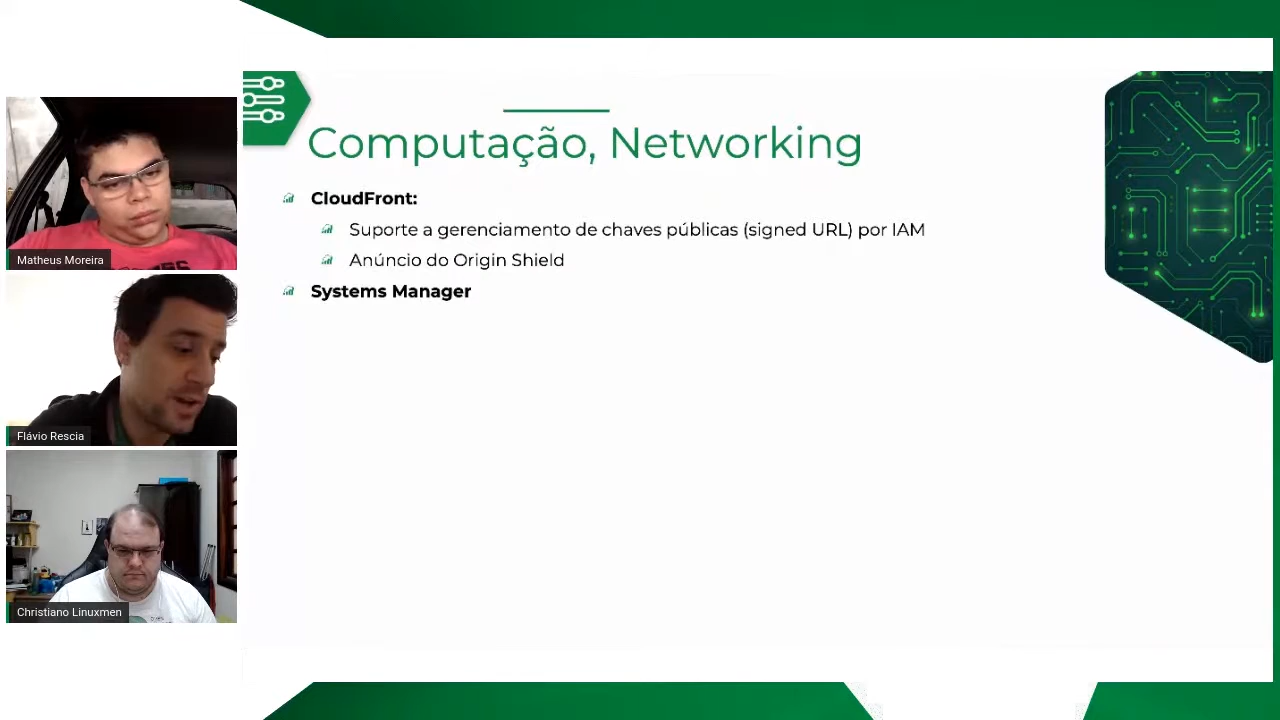 Computação, Networking
CloudFront:
Suporte a gerenciamento de chaves públicas (signed URL) por IAM
Anúncio do Origin Shield
Systems Manager
Matheus Moreira
Flávio Rescia
Christiano Linuxmen